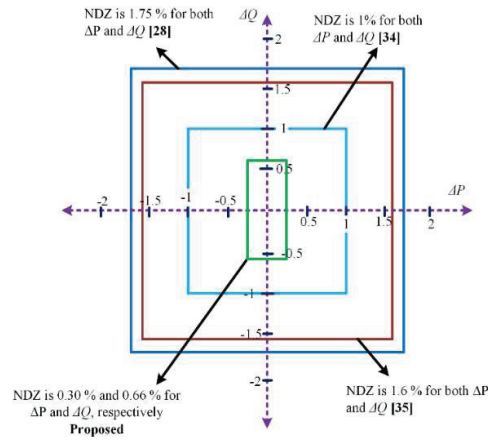 NDZ is 1.75 % for both
ΔP and ΔQ [28]
ΔQ
NDZ is 1% for both
ΔP and ΔQ [34]
2
1.5
1
0.5
ΔP
-2
-1.5
-1
-0.5
0.5
1
1.5
2
-0.5
-1
-1.5
-2
NDZ is 0.30 % and 0.66 % for
ΔP and ΔQ, respectively
Proposed
NDZ is 1.6 % for both ΔP
and ΔQ [35]